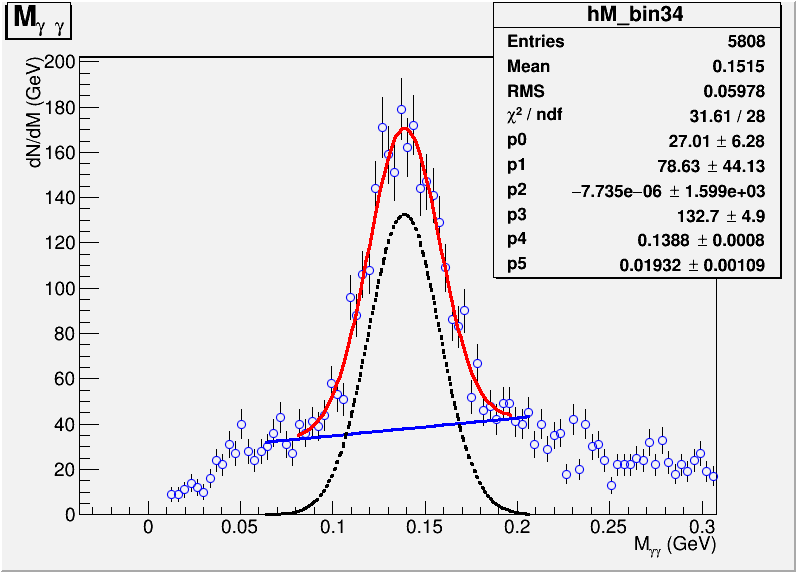 M γ γ
hM_bin34
Entries 5808
Mean 0.1515
RMS 0.05978
χ² / ndf 31.61 / 28
p0 27.01 ± 6.28
p1 78.63 ± 44.13
p2 −7.735e−06 ± 1.599e+03
p3 132.7 ± 4.9
p4 0.1388 ± 0.0008
p5 0.01932 ± 0.00109
dN/dM (GeV)
200
180
160
140
120
100
80
60
40
20
0
0 0.05 0.1 0.15 0.2 0.25 0.3
Mγγ (GeV)